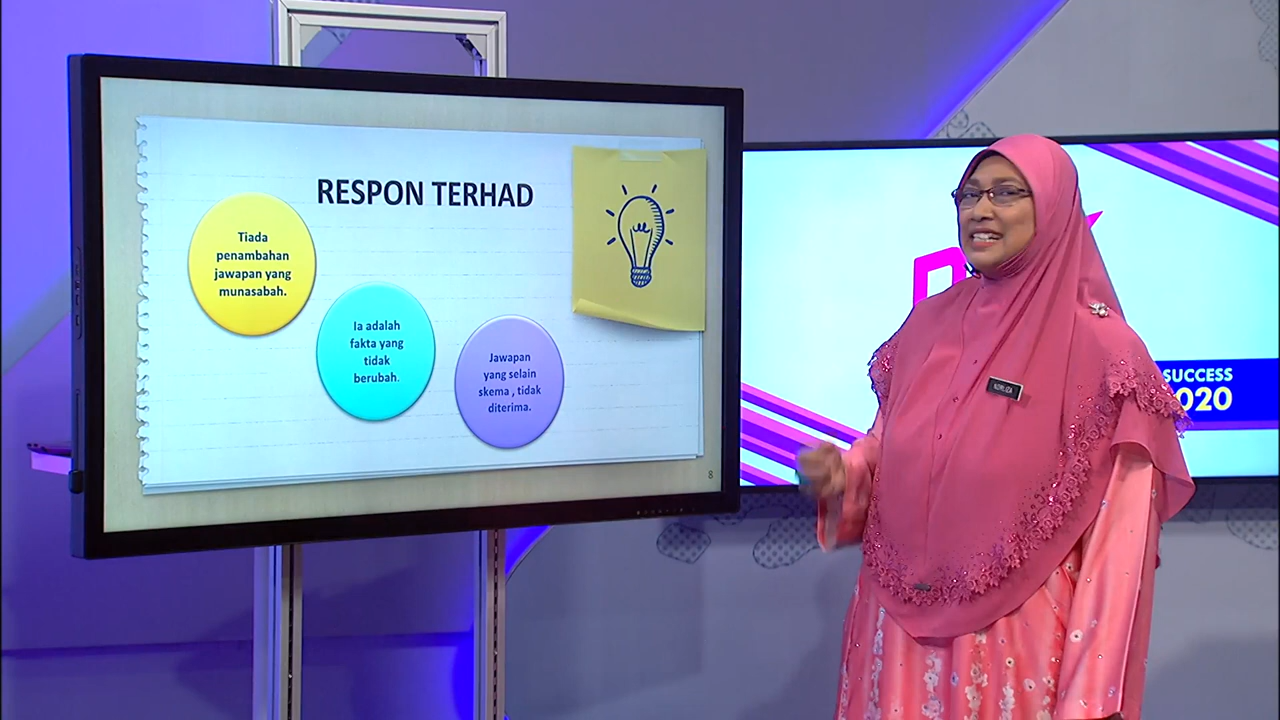 RESPON TERHAD
Tiada
penambahan
jawapan yang
munasabah.
Ia adalah
fakta yang
tidak
berubah.
Jawapan
yang selain
skema , tidak
diterima.
8
SUCCESS
2020